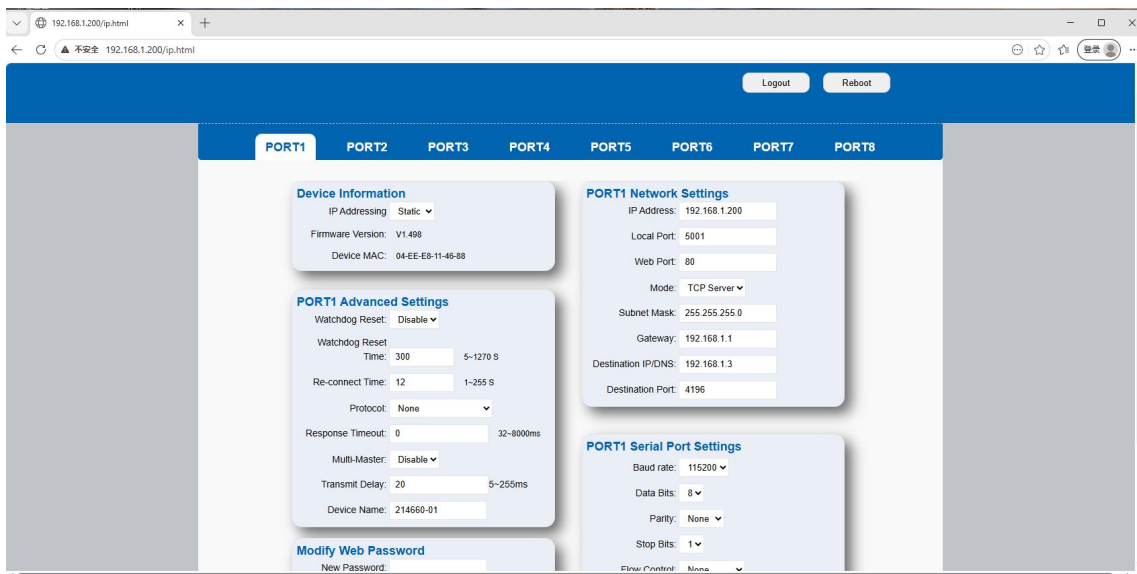 192.168.1.200/ip.html
不安全 192.168.1.200/ip.html
登录
Logout Reboot
PORT1 PORT2 PORT3 PORT4 PORT5 PORT6 PORT7 PORT8
Device Information
IP Addressing Static
Firmware Version: V1.498
Device MAC: 04-EE-E8-11-46-88
PORT1 Advanced Settings
Watchdog Reset: Disable
Watchdog Reset
Time: 300 5~1270 S
Re-connect Time: 12 1~255 S
Protocol: None
Response Timeout: 0 32~8000ms
Multi-Master: Disable
Transmit Delay: 20 5~255ms
Device Name: 214660-01
Modify Web Password
New Password:
PORT1 Network Settings
IP Address: 192.168.1.200
Local Port: 5001
Web Port: 80
Mode: TCP Server
Subnet Mask: 255.255.255.0
Gateway: 192.168.1.1
Destination IP/DNS: 192.168.1.3
Destination Port: 4196
PORT1 Serial Port Settings
Baud rate: 115200
Data Bits: 8
Parity: None
Stop Bits: 1
Flow Control: None